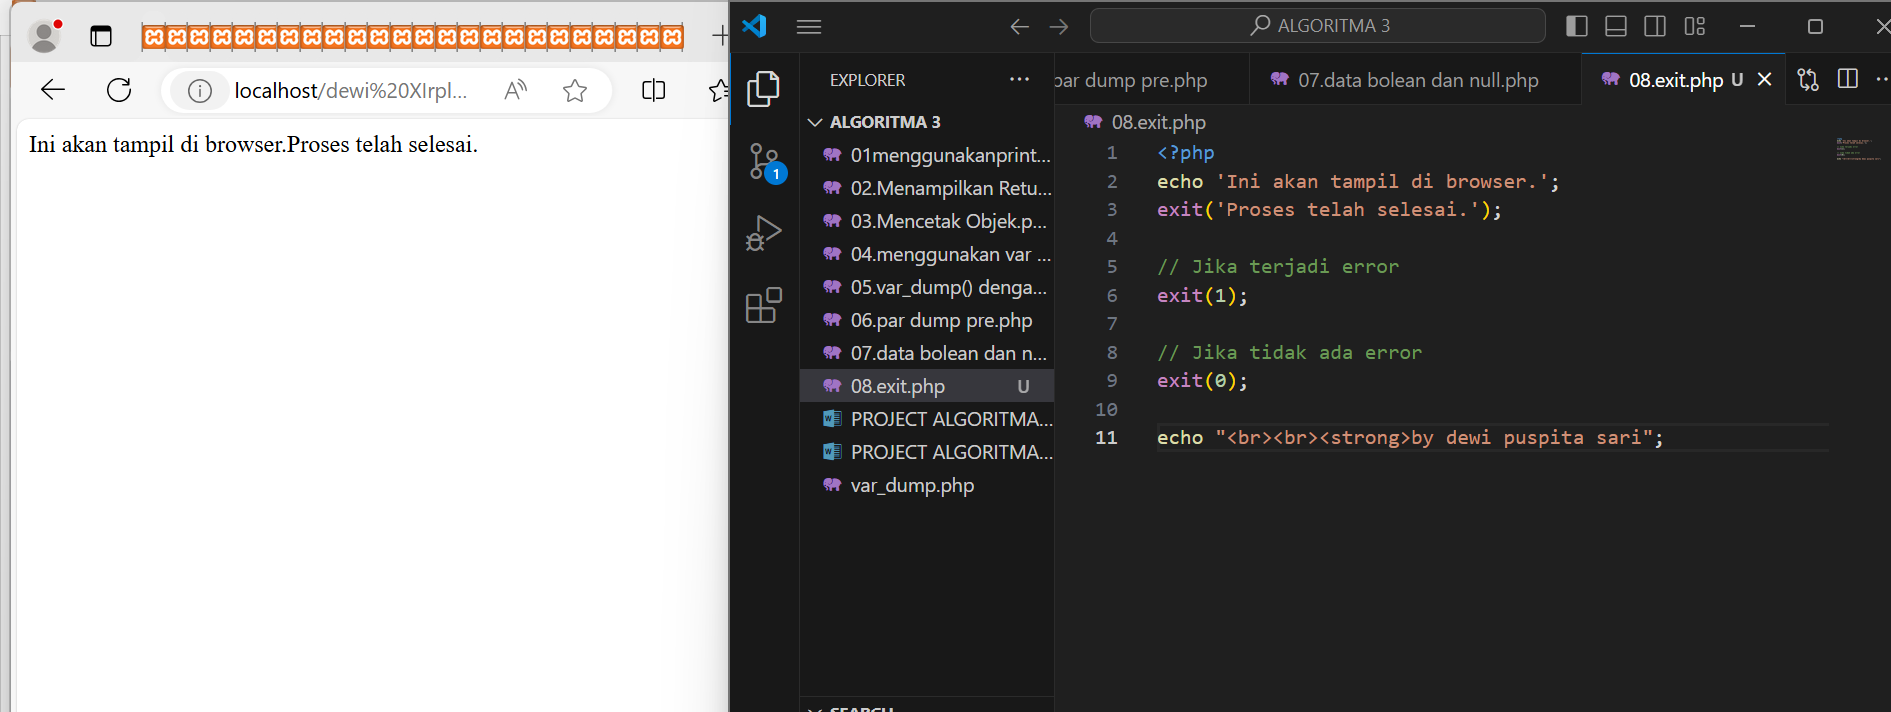 localhost/dewi%20XIrpl...
Ini akan tampil di browser.Proses telah selesai.
ALGORITMA 3
EXPLORER
par dump pre.php
07.data bolean dan null.php
08.exit.php U
ALGORITMA 3
01menggunakanprint...
02.Menampilkan Retu...
03.Mencetak Objek.p...
04.menggunakan var ...
05.var_dump() denga...
06.par dump pre.php
07.data bolean dan n...
08.exit.php U
PROJECT ALGORITMA...
PROJECT ALGORITMA...
var_dump.php
SEARCH
1
08.exit.php
1 <?php
2 echo 'Ini akan tampil di browser.';
3 exit('Proses telah selesai.');
4
5 // Jika terjadi error
6 exit(1);
7
8 // Jika tidak ada error
9 exit(0);
10
11 echo "<br><br><strong>by dewi puspita sari";